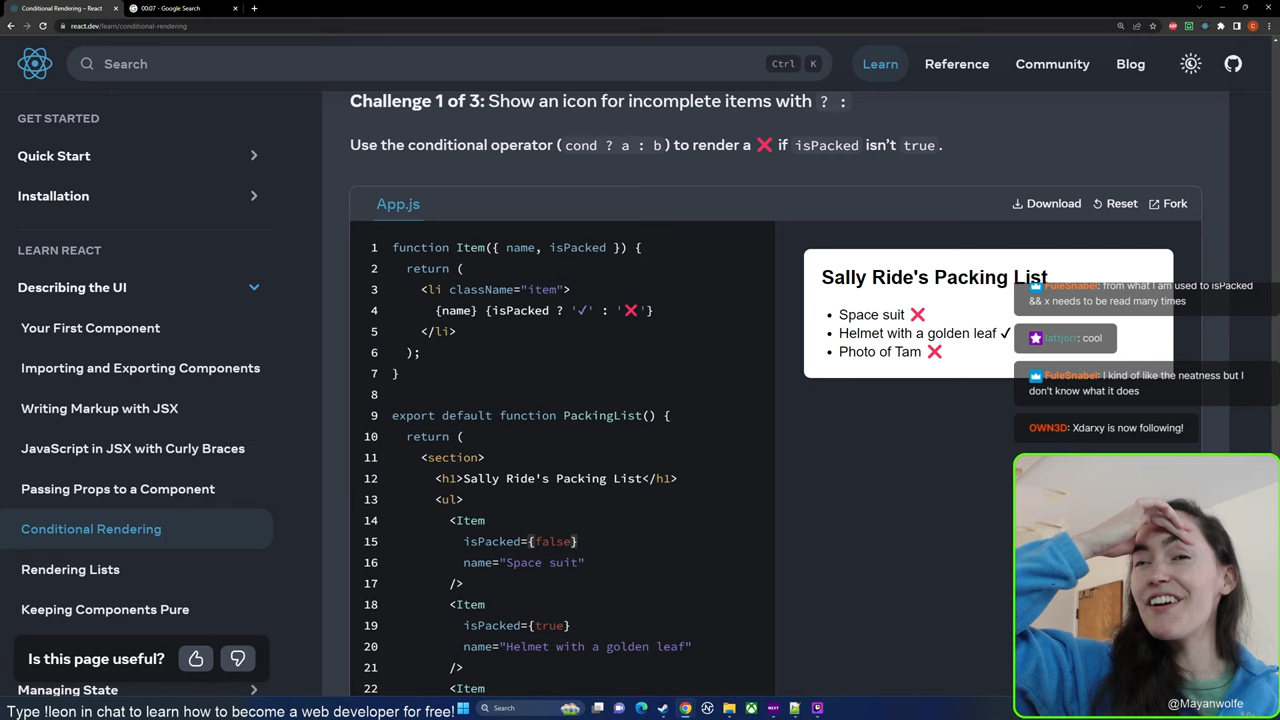 Conditional Rendering – React
00:07 - Google Search
react.dev/learn/conditional-rendering
Search
Ctrl K
Learn
Reference
Community
Blog
GET STARTED
Quick Start
Installation
LEARN REACT
Describing the UI
Your First Component
Importing and Exporting Components
Writing Markup with JSX
JavaScript in JSX with Curly Braces
Passing Props to a Component
Conditional Rendering
Rendering Lists
Keeping Components Pure
Is this page useful?
Managing State
Challenge 1 of 3: Show an icon for incomplete items with ? :
Use the conditional operator (cond ? a : b) to render a ❌ if isPacked isn't true.
App.js
Download
Reset
Fork
1 function Item({ name, isPacked }) {
2 return (
3 <li className="item">
4 {name} {isPacked ? '✓' : '❌'}
5 </li>
6 );
7 }
8
9 export default function PackingList() {
10 return (
11 <section>
12 <h1>Sally Ride's Packing List</h1>
13 <ul>
14 <Item
15 isPacked={false}
16 name="Space suit"
17 />
18 <Item
19 isPacked={true}
20 name="Helmet with a golden leaf"
21 />
22 <Item
Sally Ride's Packing List
• Space suit ❌
• Helmet with a golden leaf ✓
• Photo of Tam ❌
FuleSnabel: from what I am used to isPacked
&& x needs to be read many times
lattjorr: cool
FuleSnabel: I kind of like the neatness but I
don't know what it does
OWN3D: Xdarxy is now following!
@Mayanwolfe
Type !leon in chat to learn how to become a web developer for free!
Search